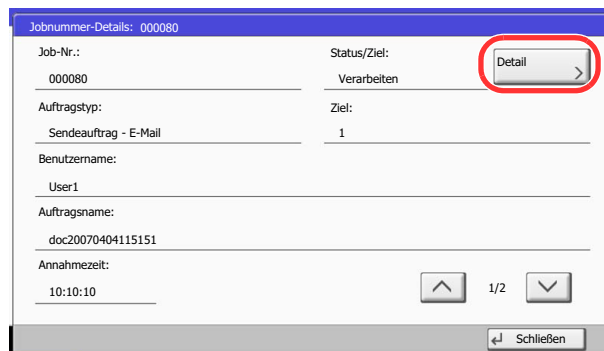 Jobnummer-Details: 000080
Job-Nr.:
000080
Status/Ziel:
Verarbeiten
Detail
Auftragstyp:
Sendeauftrag - E-Mail
Ziel:
1
Benutzername:
User1
Auftragsname:
doc20070404115151
Annahmezeit:
10:10:10
1/2
Schließen